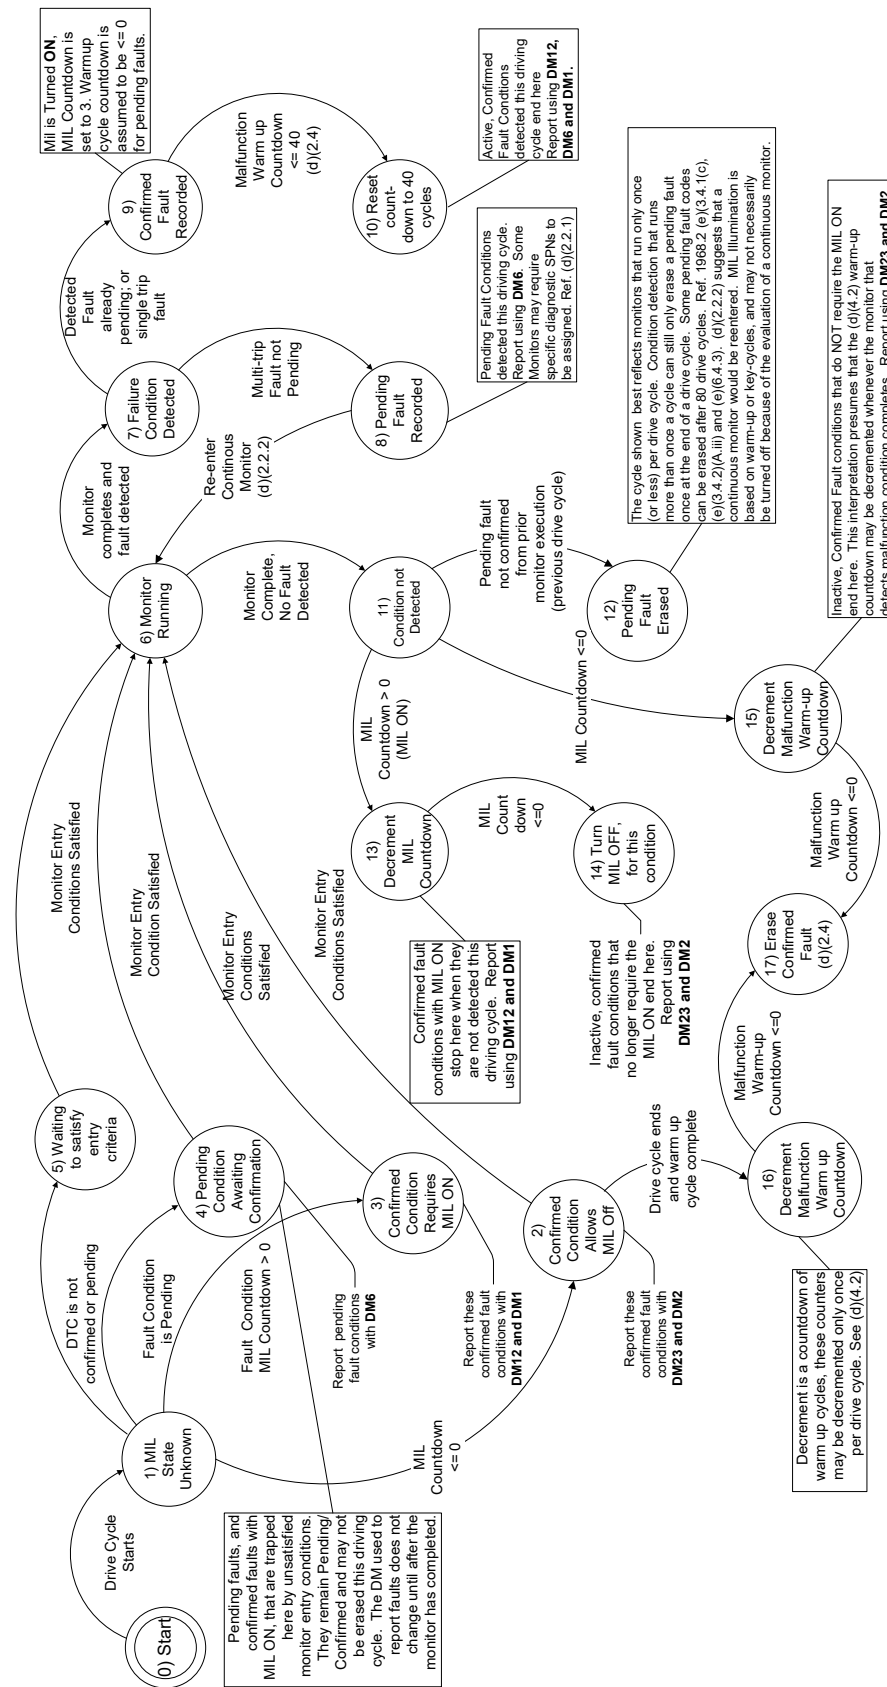 0) Start
Drive Cycle
Starts
1) MIL
State
Unknown
DTC is not
confirmed or pending
Fault Condition
is Pending
Fault Condition
MIL Countdown > 0
MIL
Countdown
<= 0
Pending faults, and
confirmed faults with
MIL ON, that are trapped
here by unsatisfied
monitor entry conditions.
They remain Pending/
Confirmed and may not
be erased this driving
cycle. The DM used to
report faults does not
change until after the
monitor has completed.
5) Waiting
to satisfy
entry
criteria
4) Pending
Condition
Awaiting
Confirmation
3)
Confirmed
Condition
Requires
MIL ON
2)
Confirmed
Condition
Allows
MIL Off
Report pending
fault conditions
with DM6
Report these
confirmed fault
conditions with
DM12 and DM1
Report these
confirmed fault
conditions with
DM23 and DM2
Drive cycle ends
and warm up
cycle complete
16)
Decrement
Malfunction
Warm up
Countdown
Decrement is a countdown of
warm up cycles, these counters
may be decremented only once
per drive cycle. See (d)(4.2)
Malfunction
Warm-up
Countdown <=0
17) Erase
Confirmed
Fault
(d)(2.4)
Malfunction
Warm up
Countdown <=0
Monitor Entry
Conditions Satisfied
Monitor Entry
Condition Satisfied
Monitor Entry
Conditions
Satisfied
Monitor Entry
Conditions Satisfied
6) Monitor
Running
Monitor
completes and
fault detected
7) Failure
Condition
Detected
Detected
Fault
already
pending; or
single trip
fault
9)
Confirmed
Fault
Recorded
Mil is Turned ON,
MIL Countdown is
set to 3. Warmup
cycle countdown is
assumed to be <= 0
for pending faults.
Malfunction
Warm up
Countdown
<= 40
(d)(2.4)
10) Reset
count-
down to 40
cycles
Active, Confirmed
Fault Condtions
detected this driving
cycle end here
Report using DM12,
DM6 and DM1.
Multi-trip
Fault not
Pending
8) Pending
Fault
Recorded
Pending Fault Conditions
detected this driving cycle.
Report using DM6. Some
Monitors may require
specific diagnostic SPNs to
be assigned. Ref. (d)(2.2.1)
Re-enter
Continous
Monitor
(d)(2.2.2)
Monitor
Complete,
No Fault
Detected
11)
Condition not
Detected
Pending fault
not confirmed
from prior
monitor execution
(previous drive cycle)
12)
Pending
Fault
Erased
The cycle shown best reflects monitors that run only once
(or less) per drive cycle. Condition detection that runs
more than once a cycle can still only erase a pending fault
once at the end of a drive cycle. Some pending fault codes
can be erased after 80 drive cycles. Ref. 1968.2 (e)(3.4.1(c),
(e)(3.4.2)(A.iii) and (e)(6.4.3). (d)(2.2.2) suggests that a
continuous monitor would be reentered. MIL Illumination is
based on warm-up or key-cycles, and may not necessarily
be turned off because of the evaluation of a continuous monitor.
MIL
Countdown > 0
(MIL ON)
13)
Decrement
MIL
Countdown
Confirmed fault
conditions with MIL ON
stop here when they
are not detected this
driving cycle. Report
using DM12 and DM1
MIL
Count
down
<=0
14) Turn
MIL OFF,
for this
condition
Inactive, confirmed
fault conditions that
no longer require the
MIL ON end here.
Report using
DM23 and DM2
MIL Countdown <=0
15)
Decrement
Malfunction
Warm-up
Countdown
Inactive, Confirmed Fault conditions that do NOT require the MIL ON
end here. This interpretation presumes that the (d)(4.2) warm-up
countdown may be decremented whenever the monitor that
detects malfunction condition completes. Report using DM23 and DM2